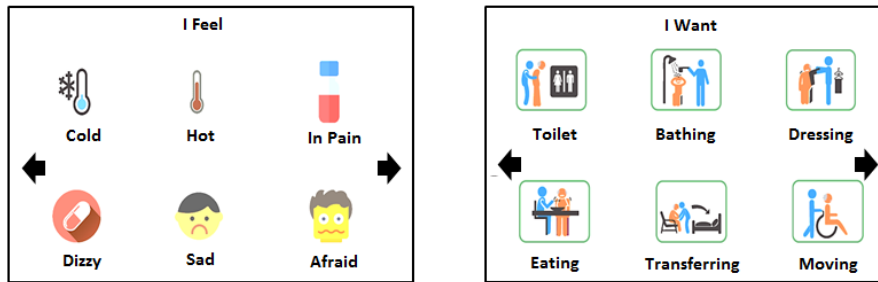 I Feel
Cold Hot In Pain
Dizzy Sad Afraid
I Want
Toilet Bathing Dressing
Eating Transferring Moving